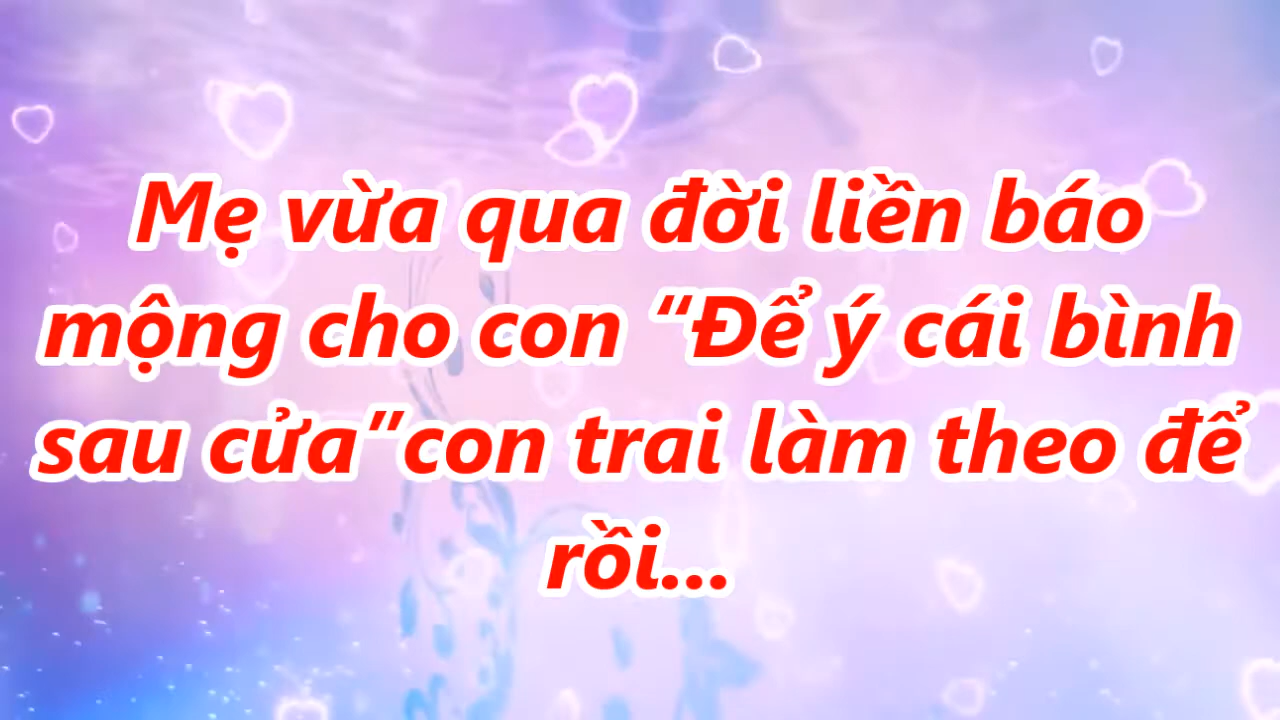 Mẹ vừa qua đời liền báo
mộng cho con “Để ý cái bình
sau cửa”con trai làm theo để
rồi...